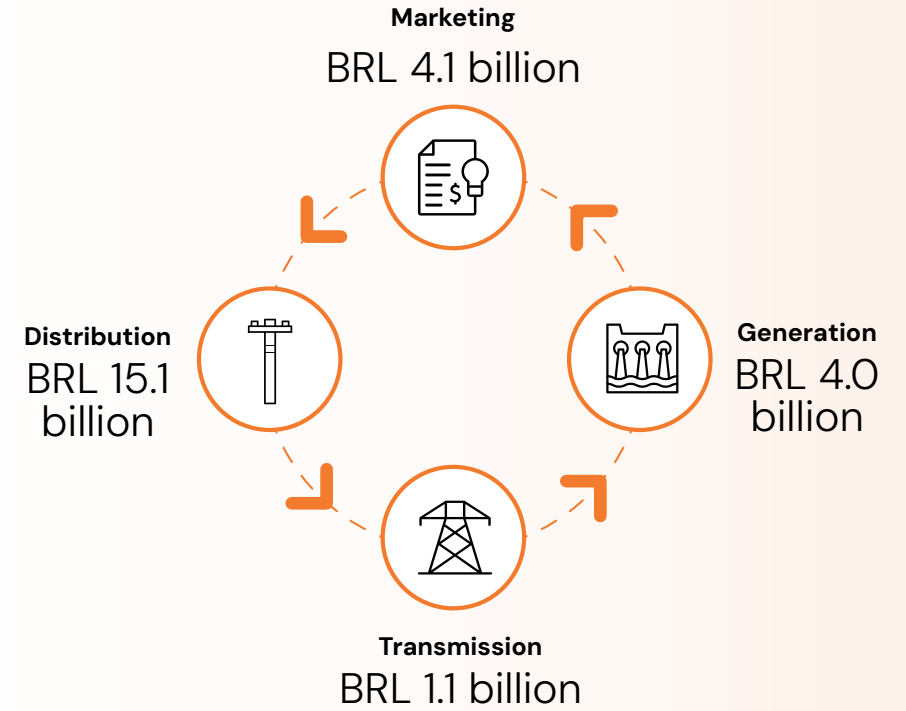 Marketing
BRL 4.1 billion
$
Distribution
BRL 15.1
billion
Generation
BRL 4.0
billion
Transmission
BRL 1.1 billion